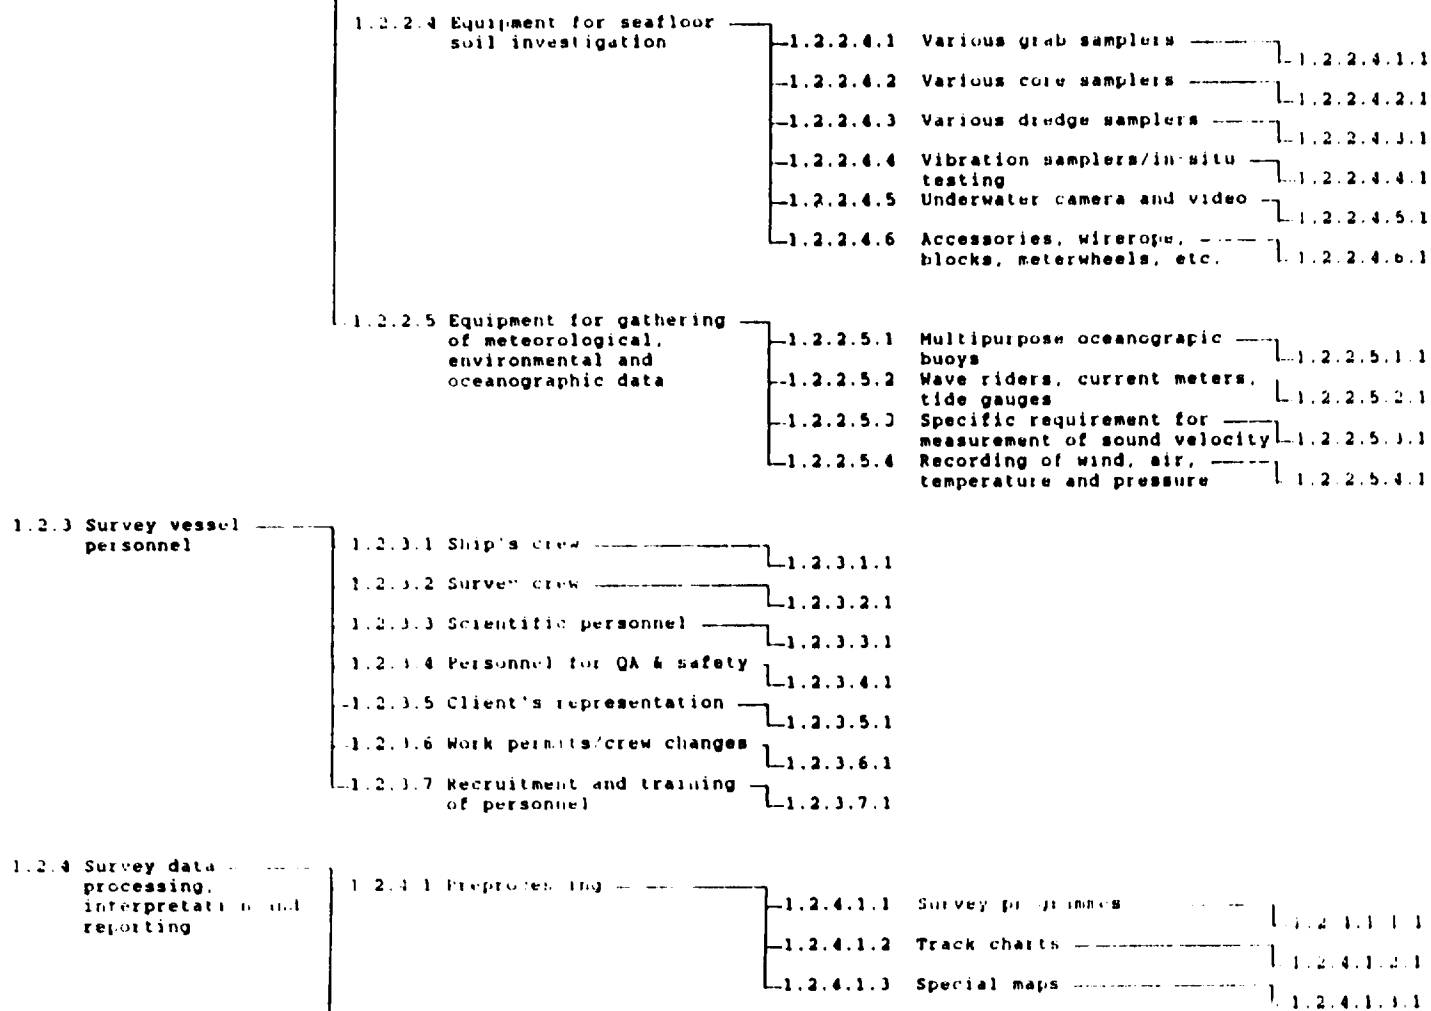 1.2.2.4 Equipment for seafloor
soil investigation
1.2.2.4.1 Various grab samplers
1.2.2.4.1.1
1.2.2.4.2 Various core samplers
1.2.2.4.2.1
1.2.2.4.3 Various dredge samplers
1.2.2.4.3.1
1.2.2.4.4 Vibration samplers/in-situ
testing
1.2.2.4.4.1
1.2.2.4.5 Underwater camera and video
1.2.2.4.5.1
1.2.2.4.6 Accessories, wirerope,
blocks, meterwheels, etc.
1.2.2.4.6.1
1.2.2.5 Equipment for gathering
of meteorological,
environmental and
oceanographic data
1.2.2.5.1 Multipurpose oceanograpic
buoys
1.2.2.5.1.1
1.2.2.5.2 Wave riders, current meters,
tide gauges
1.2.2.5.2.1
1.2.2.5.3 Specific requirement for
measurement of sound velocity
1.2.2.5.3.1
1.2.2.5.4 Recording of wind, air,
temperature and pressure
1.2.2.5.4.1
1.2.3 Survey vessel
personnel
1.2.3.1 Ship's crew
1.2.3.1.1
1.2.3.2 Survey crew
1.2.3.2.1
1.2.3.3 Scientific personnel
1.2.3.3.1
1.2.3.4 Personnel for QA & safety
1.2.3.4.1
1.2.3.5 Client's representation
1.2.3.5.1
1.2.3.6 Work permits/crew changes
1.2.3.6.1
1.2.3.7 Recruitment and training
of personnel
1.2.3.7.1
1.2.4 Survey data
processing,
interpretation and
reporting
1.2.4.1 Preprocessing
1.2.4.1.1 Survey programmes
1.2.4.1.1.1
1.2.4.1.2 Track charts
1.2.4.1.2.1
1.2.4.1.3 Special maps
1.2.4.1.3.1